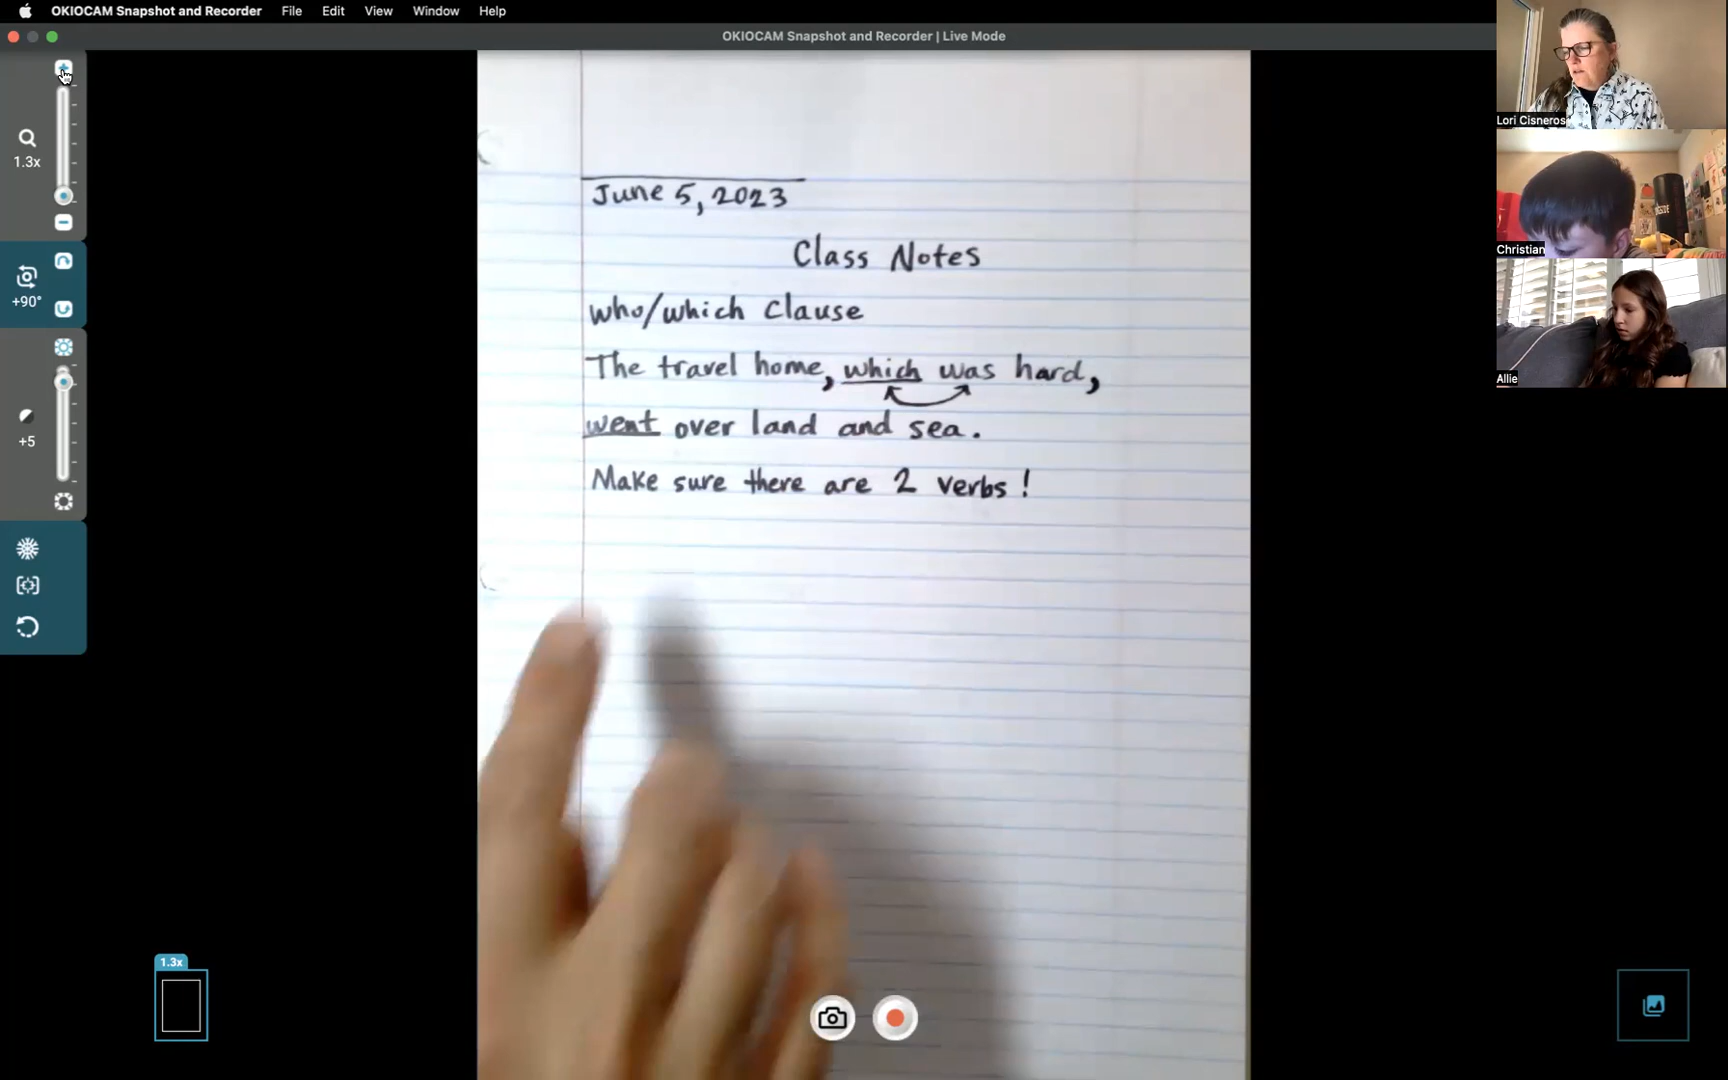 OKIOCAM Snapshot and Recorder File Edit View Window Help
OKIOCAM Snapshot and Recorder | Live Mode
Lori Cisneros
Christian
Allie
1.3x
+90°
+5
June 5, 2023
Class Notes
who/which Clause
The travel home, which was hard,
went over land and sea.
Make sure there are 2 verbs!
1.3x